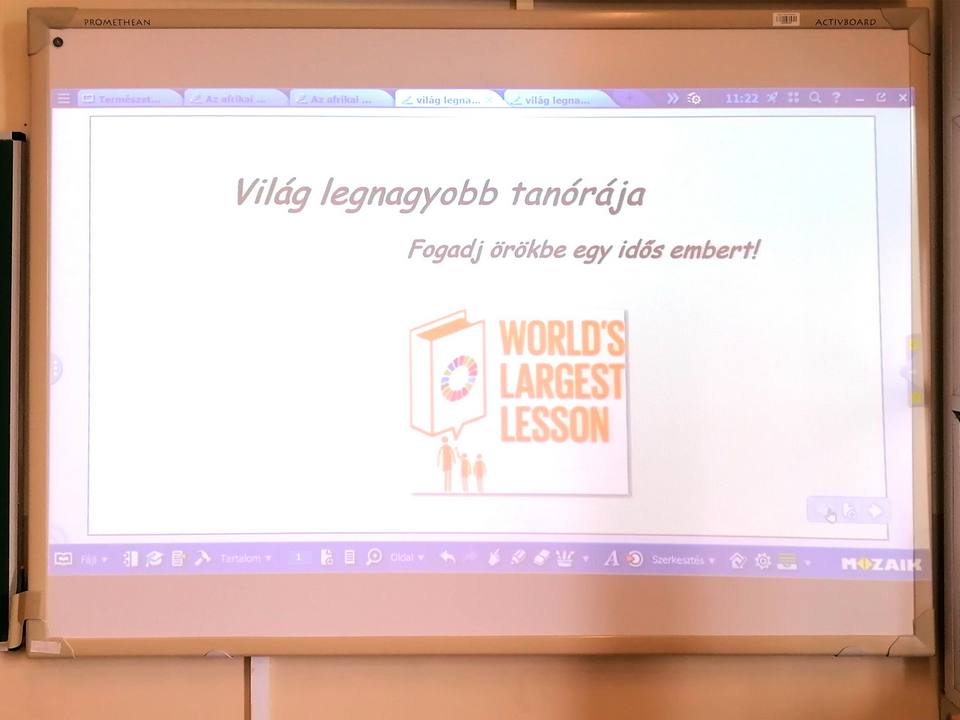 PROMETHEAN
ACTIVBOARD
Természet...
Az afrikai ...
Az afrikai ...
világ legna...
világ legna...
11:22
Világ legnagyobb tanórája
Fogadj örökbe egy idős embert!
WORLD'S
LARGEST
LESSON
Fájl
Tartalom
1
Oldal
Szerkesztés
MOZAIK